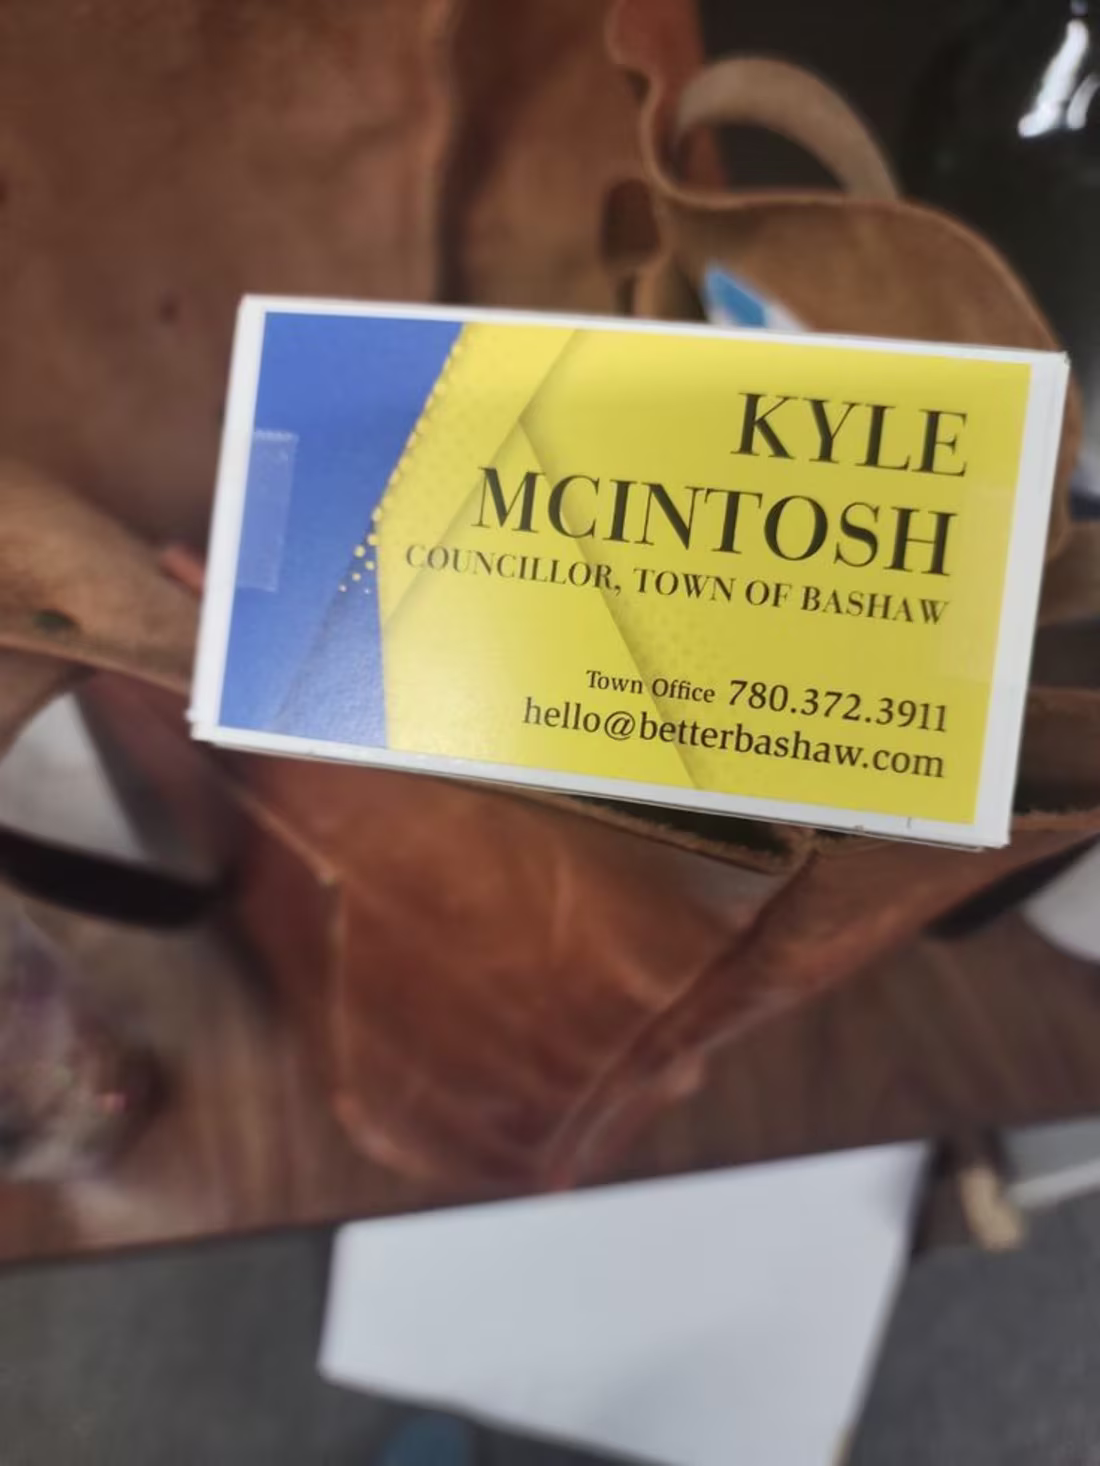 KYLE
MCINTOSH
COUNCILLOR, TOWN OF BASHAW
Town Office 780.372.3911
hello@betterbashaw.com